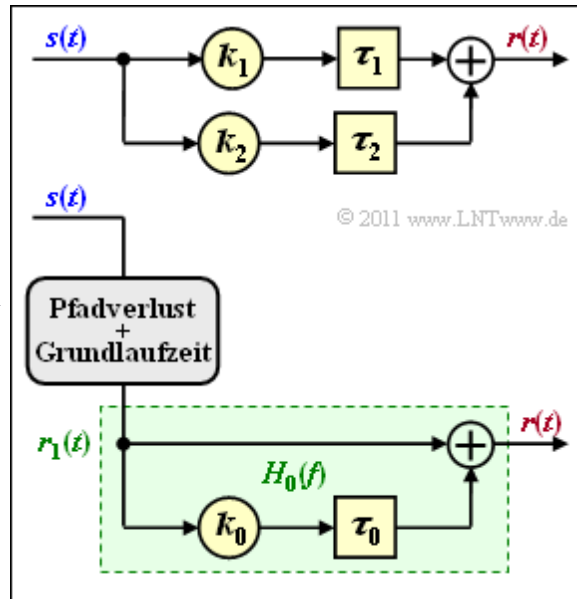 s(t)
k₁
τ₁
r(t)
k₂
τ₂
s(t)
© 2011 www.LNTwww.de
Pfadverlust
+
Grundlaufzeit
r₁(t)
r(t)
H₀(f)
k₀
τ₀